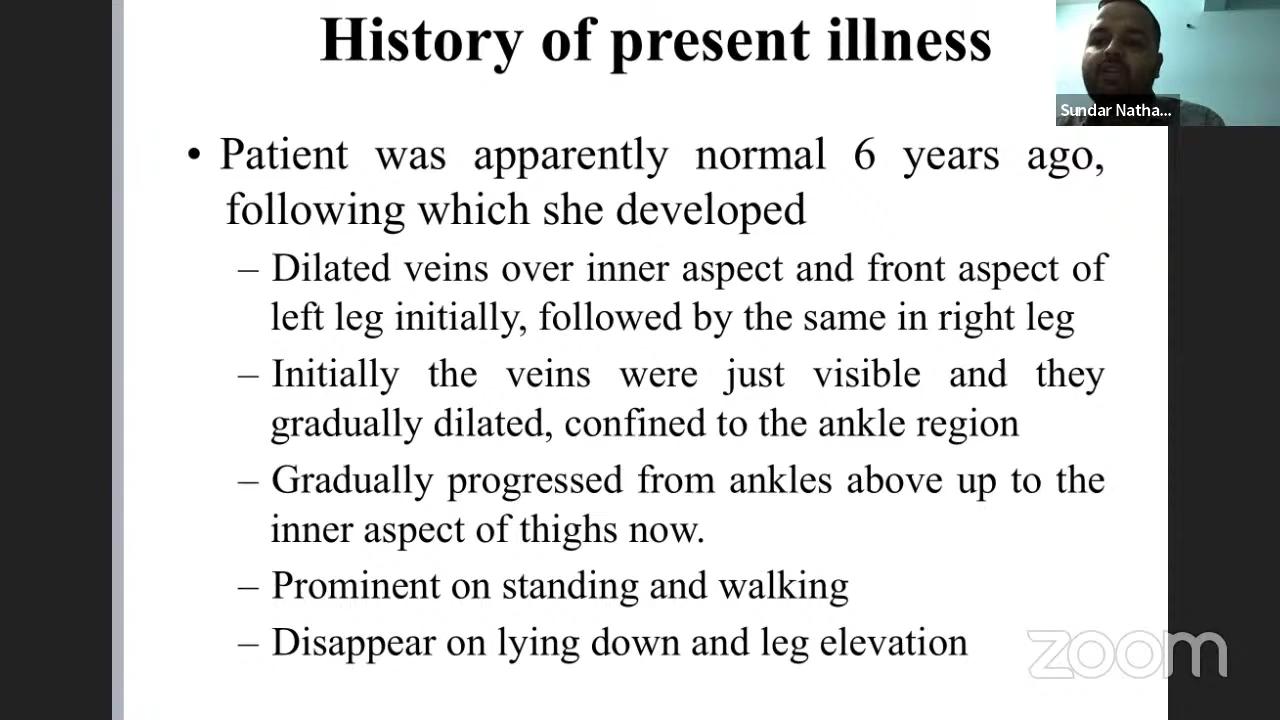 History of present illness
Sundar Natha...
• Patient was apparently normal 6 years ago,
following which she developed
– Dilated veins over inner aspect and front aspect of
left leg initially, followed by the same in right leg
– Initially the veins were just visible and they
gradually dilated, confined to the ankle region
– Gradually progressed from ankles above up to the
inner aspect of thighs now.
– Prominent on standing and walking
– Disappear on lying down and leg elevation
zoom